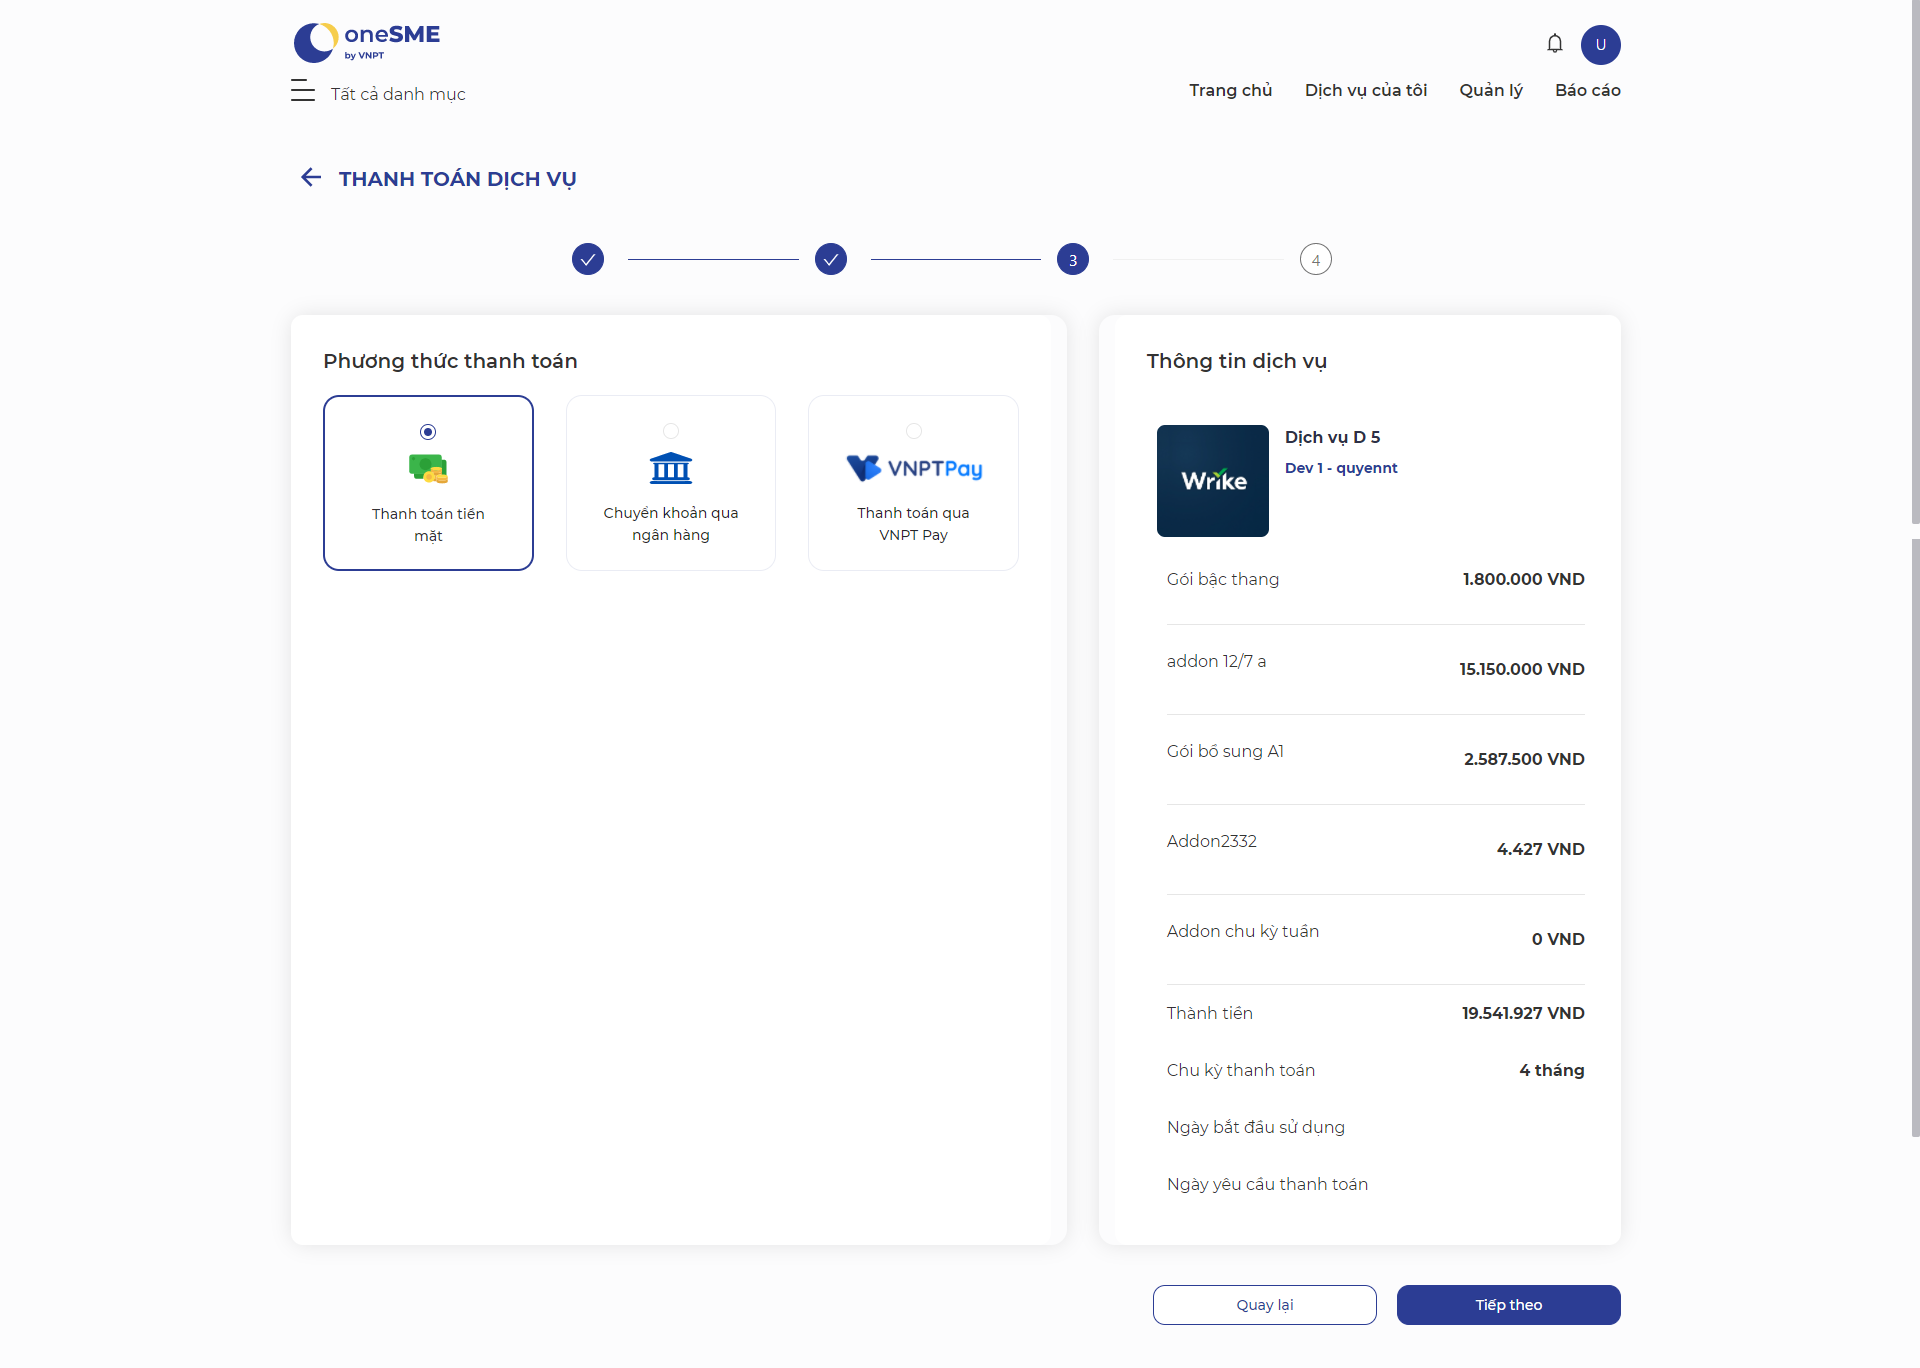 oneSME
by VNPT
U
Tất cả danh mục
Trang chủ
Dịch vụ của tôi
Quản lý
Báo cáo
THANH TOÁN DỊCH VỤ
3
4
Phương thức thanh toán
Thanh toán tiền
mặt
Chuyển khoản qua
ngân hàng
VNPTPay
Thanh toán qua
VNPT Pay
Thông tin dịch vụ
Wrike
Dịch vụ D 5
Dev 1 - quyennt
Gói bậc thang 1.800.000 VND
addon 12/7 a 15.150.000 VND
Gói bổ sung A1 2.587.500 VND
Addon2332 4.427 VND
Addon chu kỳ tuần 0 VND
Thành tiền 19.541.927 VND
Chu kỳ thanh toán 4 tháng
Ngày bắt đầu sử dụng
Ngày yêu cầu thanh toán
Quay lại
Tiếp theo